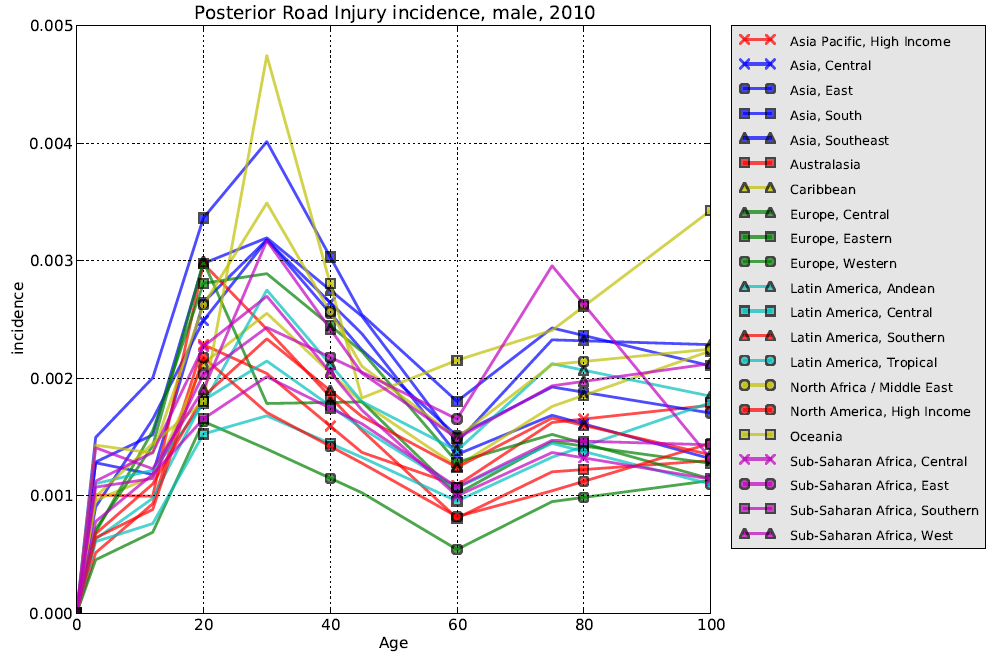 Posterior Road Injury incidence, male, 2010
0.005
0.004
0.003
0.002
0.001
0.000
incidence
0 20 40 60 80 100
Age
Asia Pacific, High Income
Asia, Central
Asia, East
Asia, South
Asia, Southeast
Australasia
Caribbean
Europe, Central
Europe, Eastern
Europe, Western
Latin America, Andean
Latin America, Central
Latin America, Southern
Latin America, Tropical
North Africa / Middle East
North America, High Income
Oceania
Sub-Saharan Africa, Central
Sub-Saharan Africa, East
Sub-Saharan Africa, Southern
Sub-Saharan Africa, West